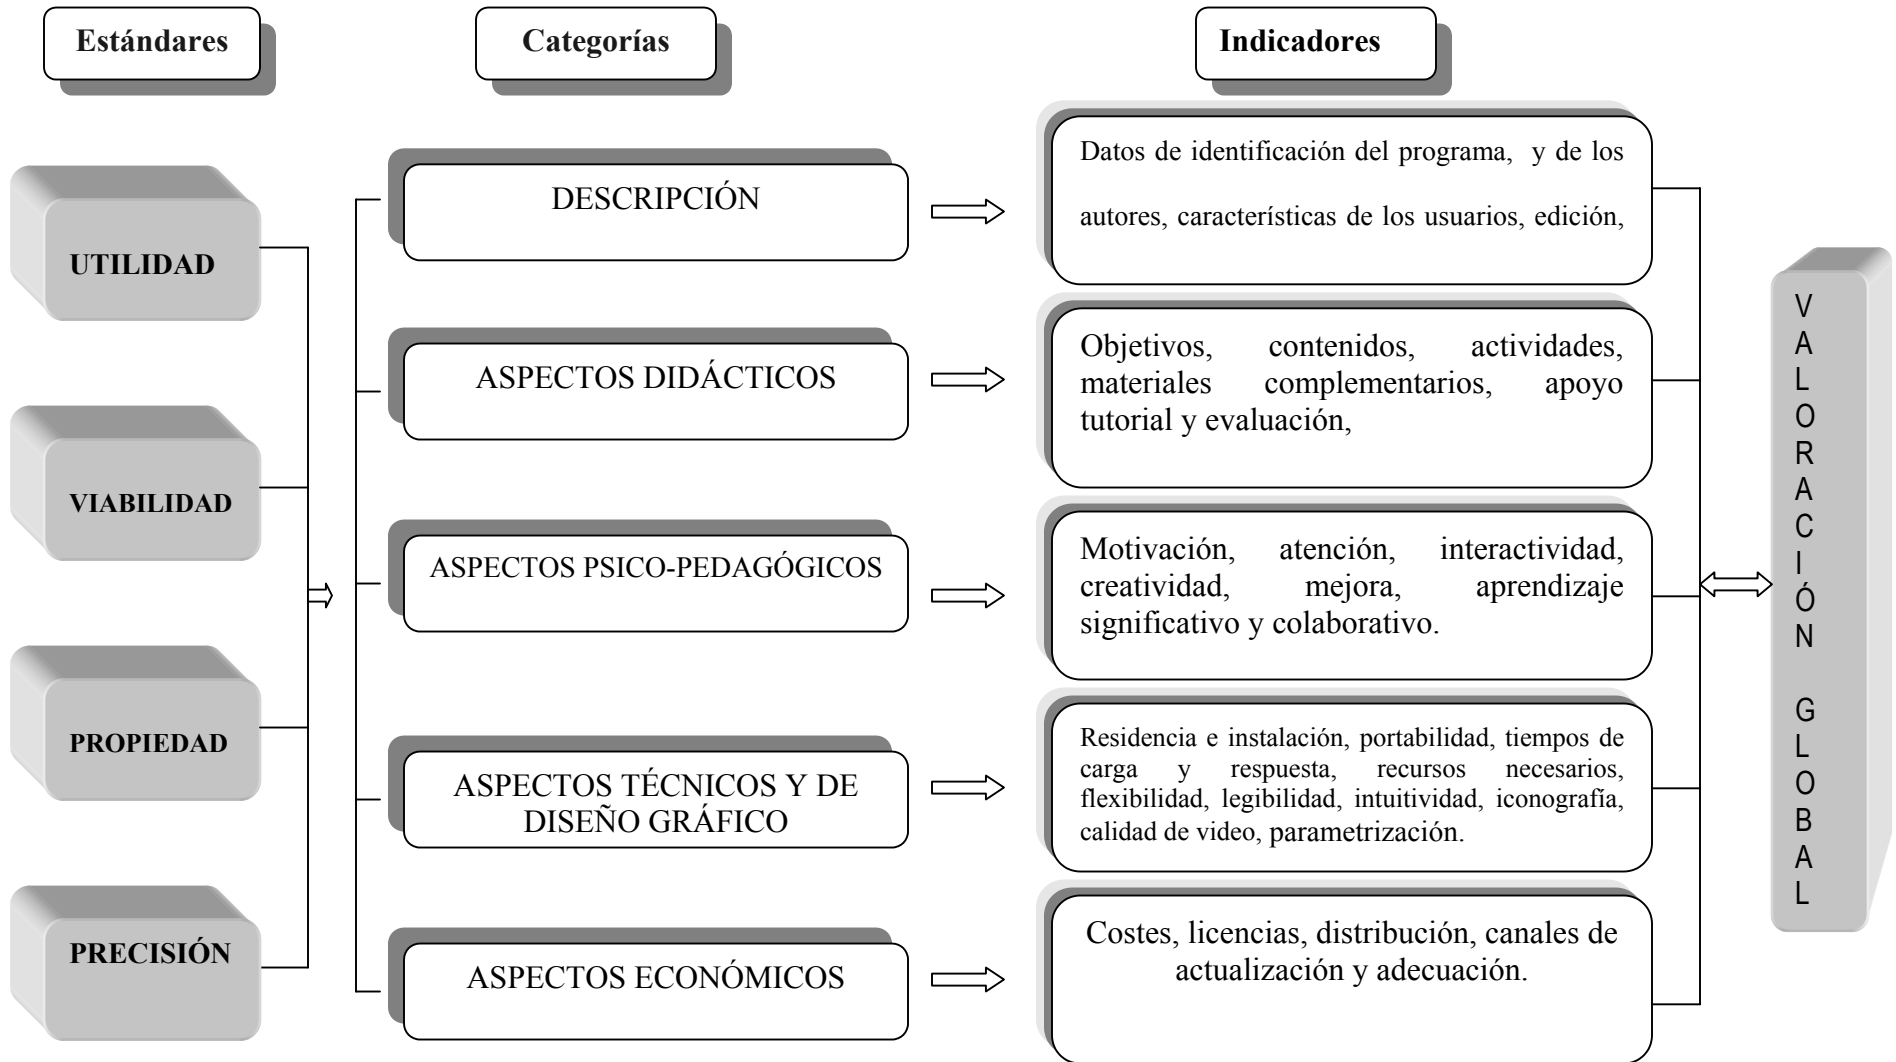 Estándares
Categorías
Indicadores
UTILIDAD
VIABILIDAD
PROPIEDAD
PRECISIÓN
DESCRIPCIÓN
ASPECTOS DIDÁCTICOS
ASPECTOS PSICO-PEDAGÓGICOS
ASPECTOS TÉCNICOS Y DE
DISEÑO GRÁFICO
ASPECTOS ECONÓMICOS
Datos de identificación del programa, y de los
autores, características de los usuarios, edición,
Objetivos, contenidos, actividades,
materiales complementarios, apoyo
tutorial y evaluación,
Motivación, atención, interactividad,
creatividad, mejora, aprendizaje
significativo y colaborativo.
Residencia e instalación, portabilidad, tiempos de
carga y respuesta, recursos necesarios,
flexibilidad, legibilidad, intuitividad, iconografía,
calidad de video, parametrización.
Costes, licencias, distribución, canales de
actualización y adecuación.
VALORACIÓN GLOBAL